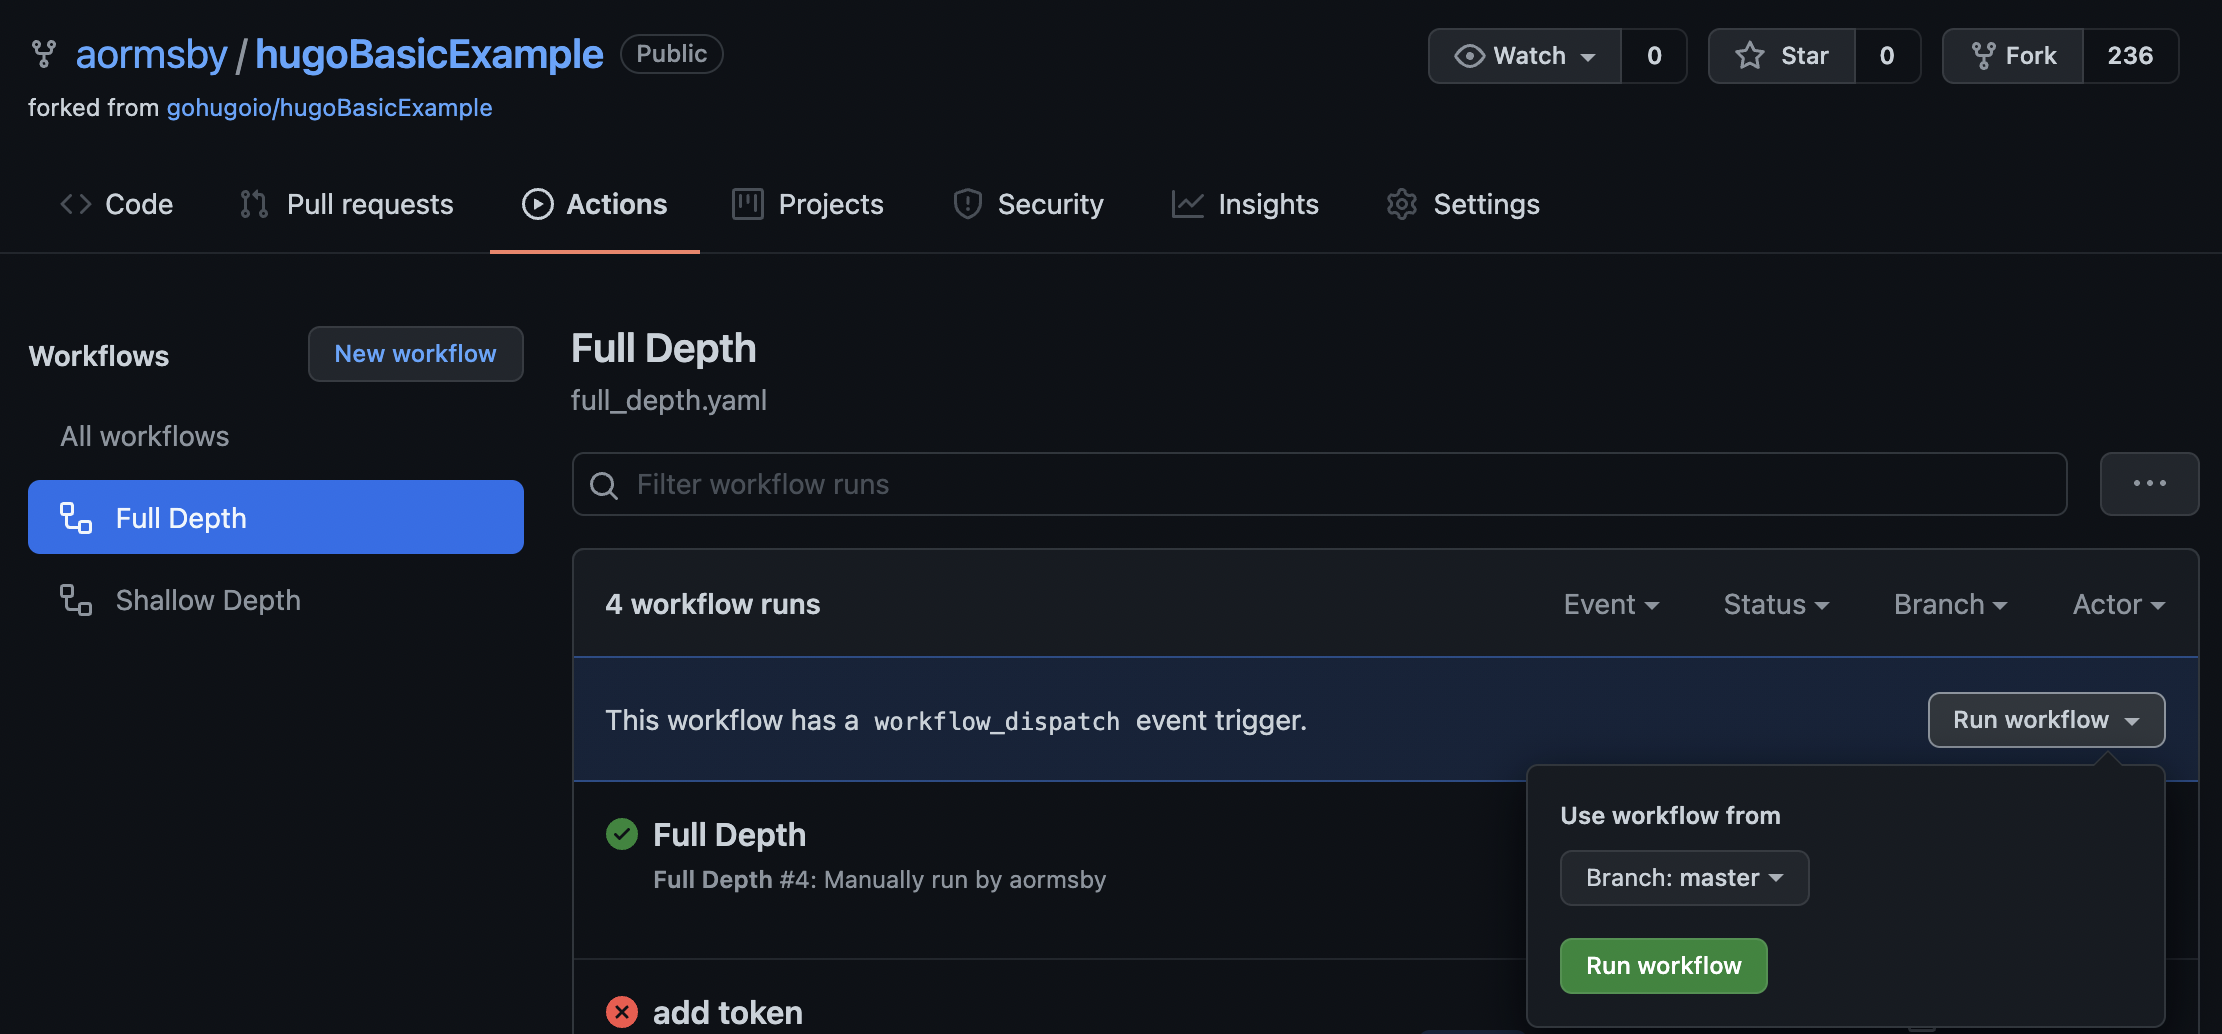 aormsby / hugoBasicExample Public
Watch 0 Star 0 Fork 236
forked from gohugoio/hugoBasicExample
Code Pull requests Actions Projects Security Insights Settings
Workflows
New workflow
All workflows
Full Depth
Shallow Depth
Full Depth
full_depth.yaml
Filter workflow runs
4 workflow runs
Event Status Branch Actor
This workflow has a workflow_dispatch event trigger.
Run workflow
Use workflow from
Branch: master
Run workflow
Full Depth
Full Depth #4: Manually run by aormsby
add token